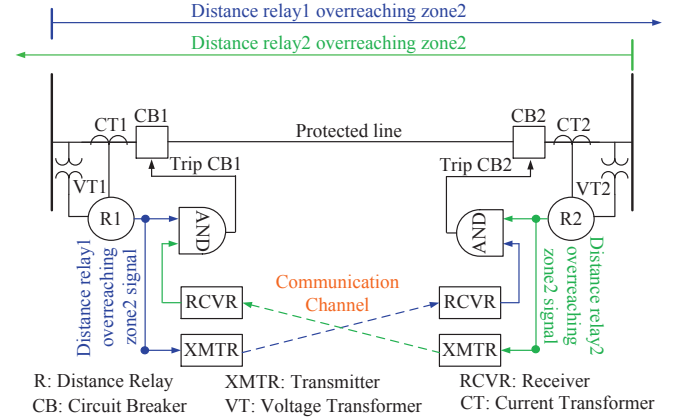 Distance relay1 overreaching zone2
Distance relay2 overreaching zone2
CT1
CB1
Protected line
CB2
CT2
Trip CB1
Trip CB2
VT1
VT2
R1
AND
AND
R2
Distance relay1
overreaching
zone2 signal
Distance relay2
overreaching
zone2 signal
Communication
Channel
RCVR
RCVR
XMTR
XMTR
R: Distance Relay
XMTR: Transmitter
RCVR: Receiver
CB: Circuit Breaker
VT: Voltage Transformer
CT: Current Transformer